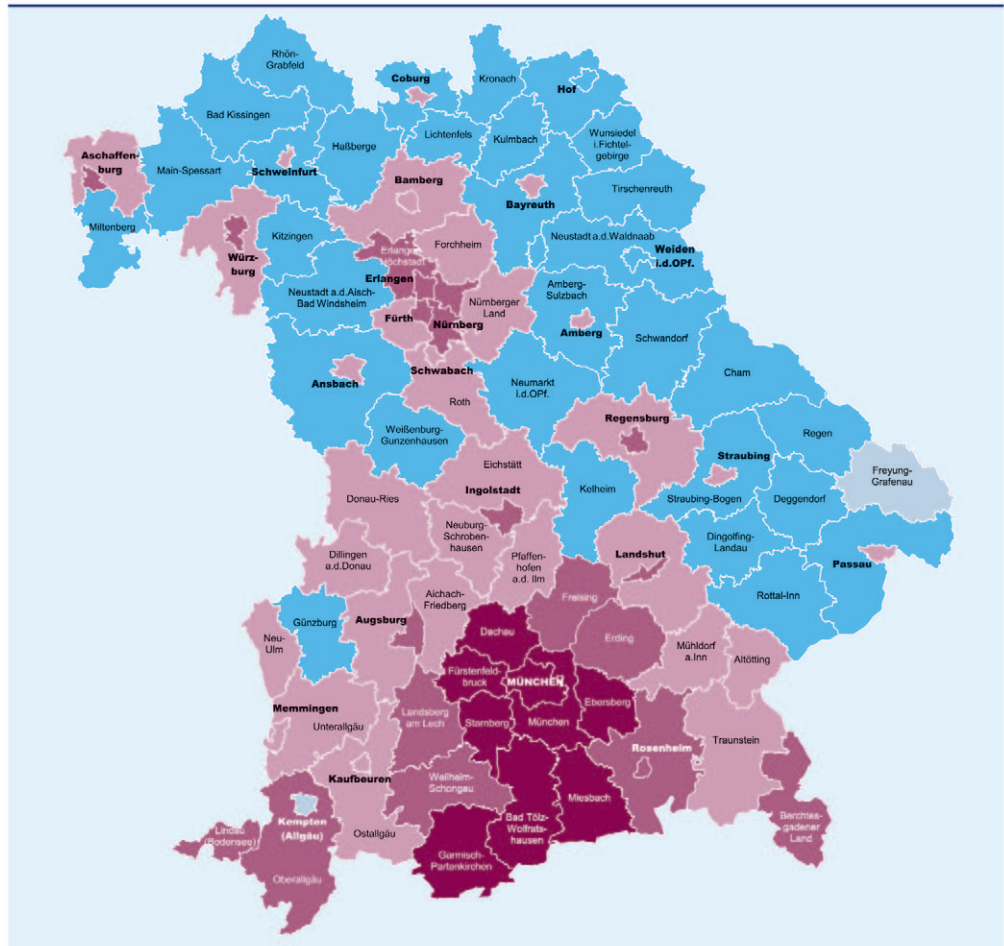 Rhön-
Grabfeld
Coburg
Kronach
Hof
Bad Kissingen
Lichtenfels
Kulmbach
Wunsiedel
i.Fichtel-
gebirge
Haßberge
Aschaffen-
burg
Main-Spessart
Schweinfurt
Bamberg
Bayreuth
Tirschenreuth
Miltenberg
Kitzingen
Würz-
burg
Erlangen
Höchstadt
Forchheim
Neustadt a.d.Waldnaab
Weiden
i.d.OPf.
Erlangen
Neustadt a.d.Aisch-
Bad Windsheim
Fürth
Nürnberg
Nürnberger
Land
Amberg-
Sulzbach
Amberg
Schwandorf
Ansbach
Schwabach
Roth
Neumarkt
i.d.OPf.
Cham
Weißenburg-
Gunzenhausen
Regensburg
Regen
Straubing
Freyung-
Grafenau
Eichstätt
Ingolstadt
Kelheim
Straubing-Bogen
Deggendorf
Donau-Ries
Neuburg-
Schroben-
hausen
Pfaffen-
hofen
a.d. Ilm
Landshut
Dingolfing-
Landau
Passau
Dillingen
a.d.Donau
Aichach-
Friedberg
Freising
Rottal-Inn
Günzburg
Augsburg
Neu-
Ulm
Dachau
Erding
Mühldorf
a.Inn
Altötting
Fürstenfeld-
bruck
MÜNCHEN
Ebersberg
Memmingen
Unterallgäu
Landsberg
am Lech
Starnberg
München
Rosenheim
Traunstein
Kaufbeuren
Weilheim-
Schongau
Miesbach
Bad Tölz-
Wolfrats-
hausen
Berchtes-
gadener
Land
Kempten
(Allgäu)
Lindau
(Bodensee)
Ostallgäu
Garmisch-
Partenkirchen
Oberallgäu